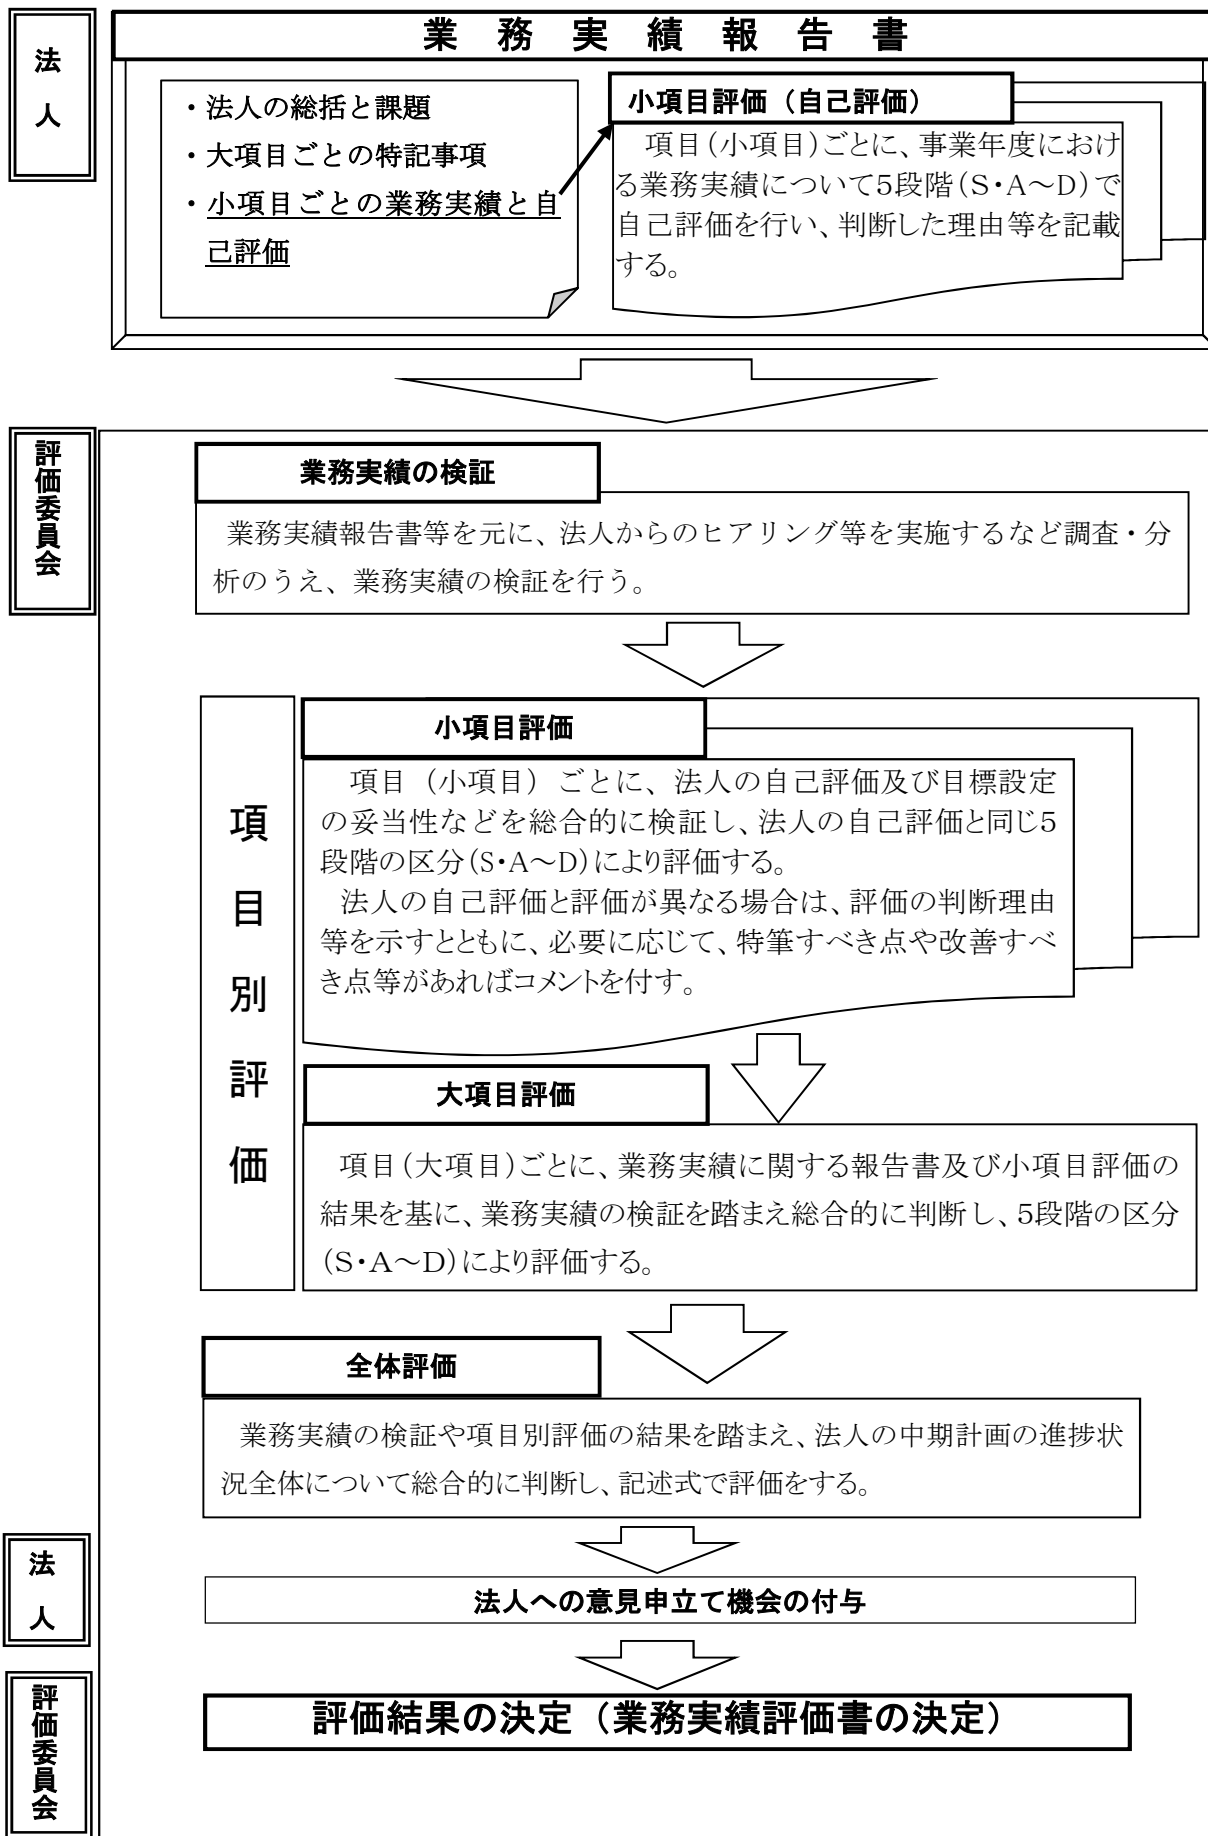 法
人
業務実績報告書
・法人の総括と課題
・大項目ごとの特記事項
・小項目ごとの業務実績と自
己評価
小項目評価（自己評価）
項目(小項目)ごとに、事業年度におけ
る業務実績について5段階(S・A～D)で
自己評価を行い、判断した理由等を記載
する。
評価委員会
業務実績の検証
業務実績報告書等を元に、法人からのヒアリング等を実施するなど調査・分
析のうえ、業務実績の検証を行う。
項目別評価
小項目評価
項目（小項目）ごとに、法人の自己評価及び目標設定
の妥当性などを総合的に検証し、法人の自己評価と同じ5
段階の区分(S・A～D)により評価する。
法人の自己評価と評価が異なる場合は、評価の判断理由
等を示すとともに、必要に応じて、特筆すべき点や改善すべ
き点等があればコメントを付す。
大項目評価
項目(大項目)ごとに、業務実績に関する報告書及び小項目評価の
結果を基に、業務実績の検証を踏まえ総合的に判断し、5段階の区分
(S・A～D)により評価する。
全体評価
業務実績の検証や項目別評価の結果を踏まえ、法人の中期計画の進捗状
況全体について総合的に判断し、記述式で評価をする。
法
人
法人への意見申立て機会の付与
評価委員会
評価結果の決定（業務実績評価書の決定）